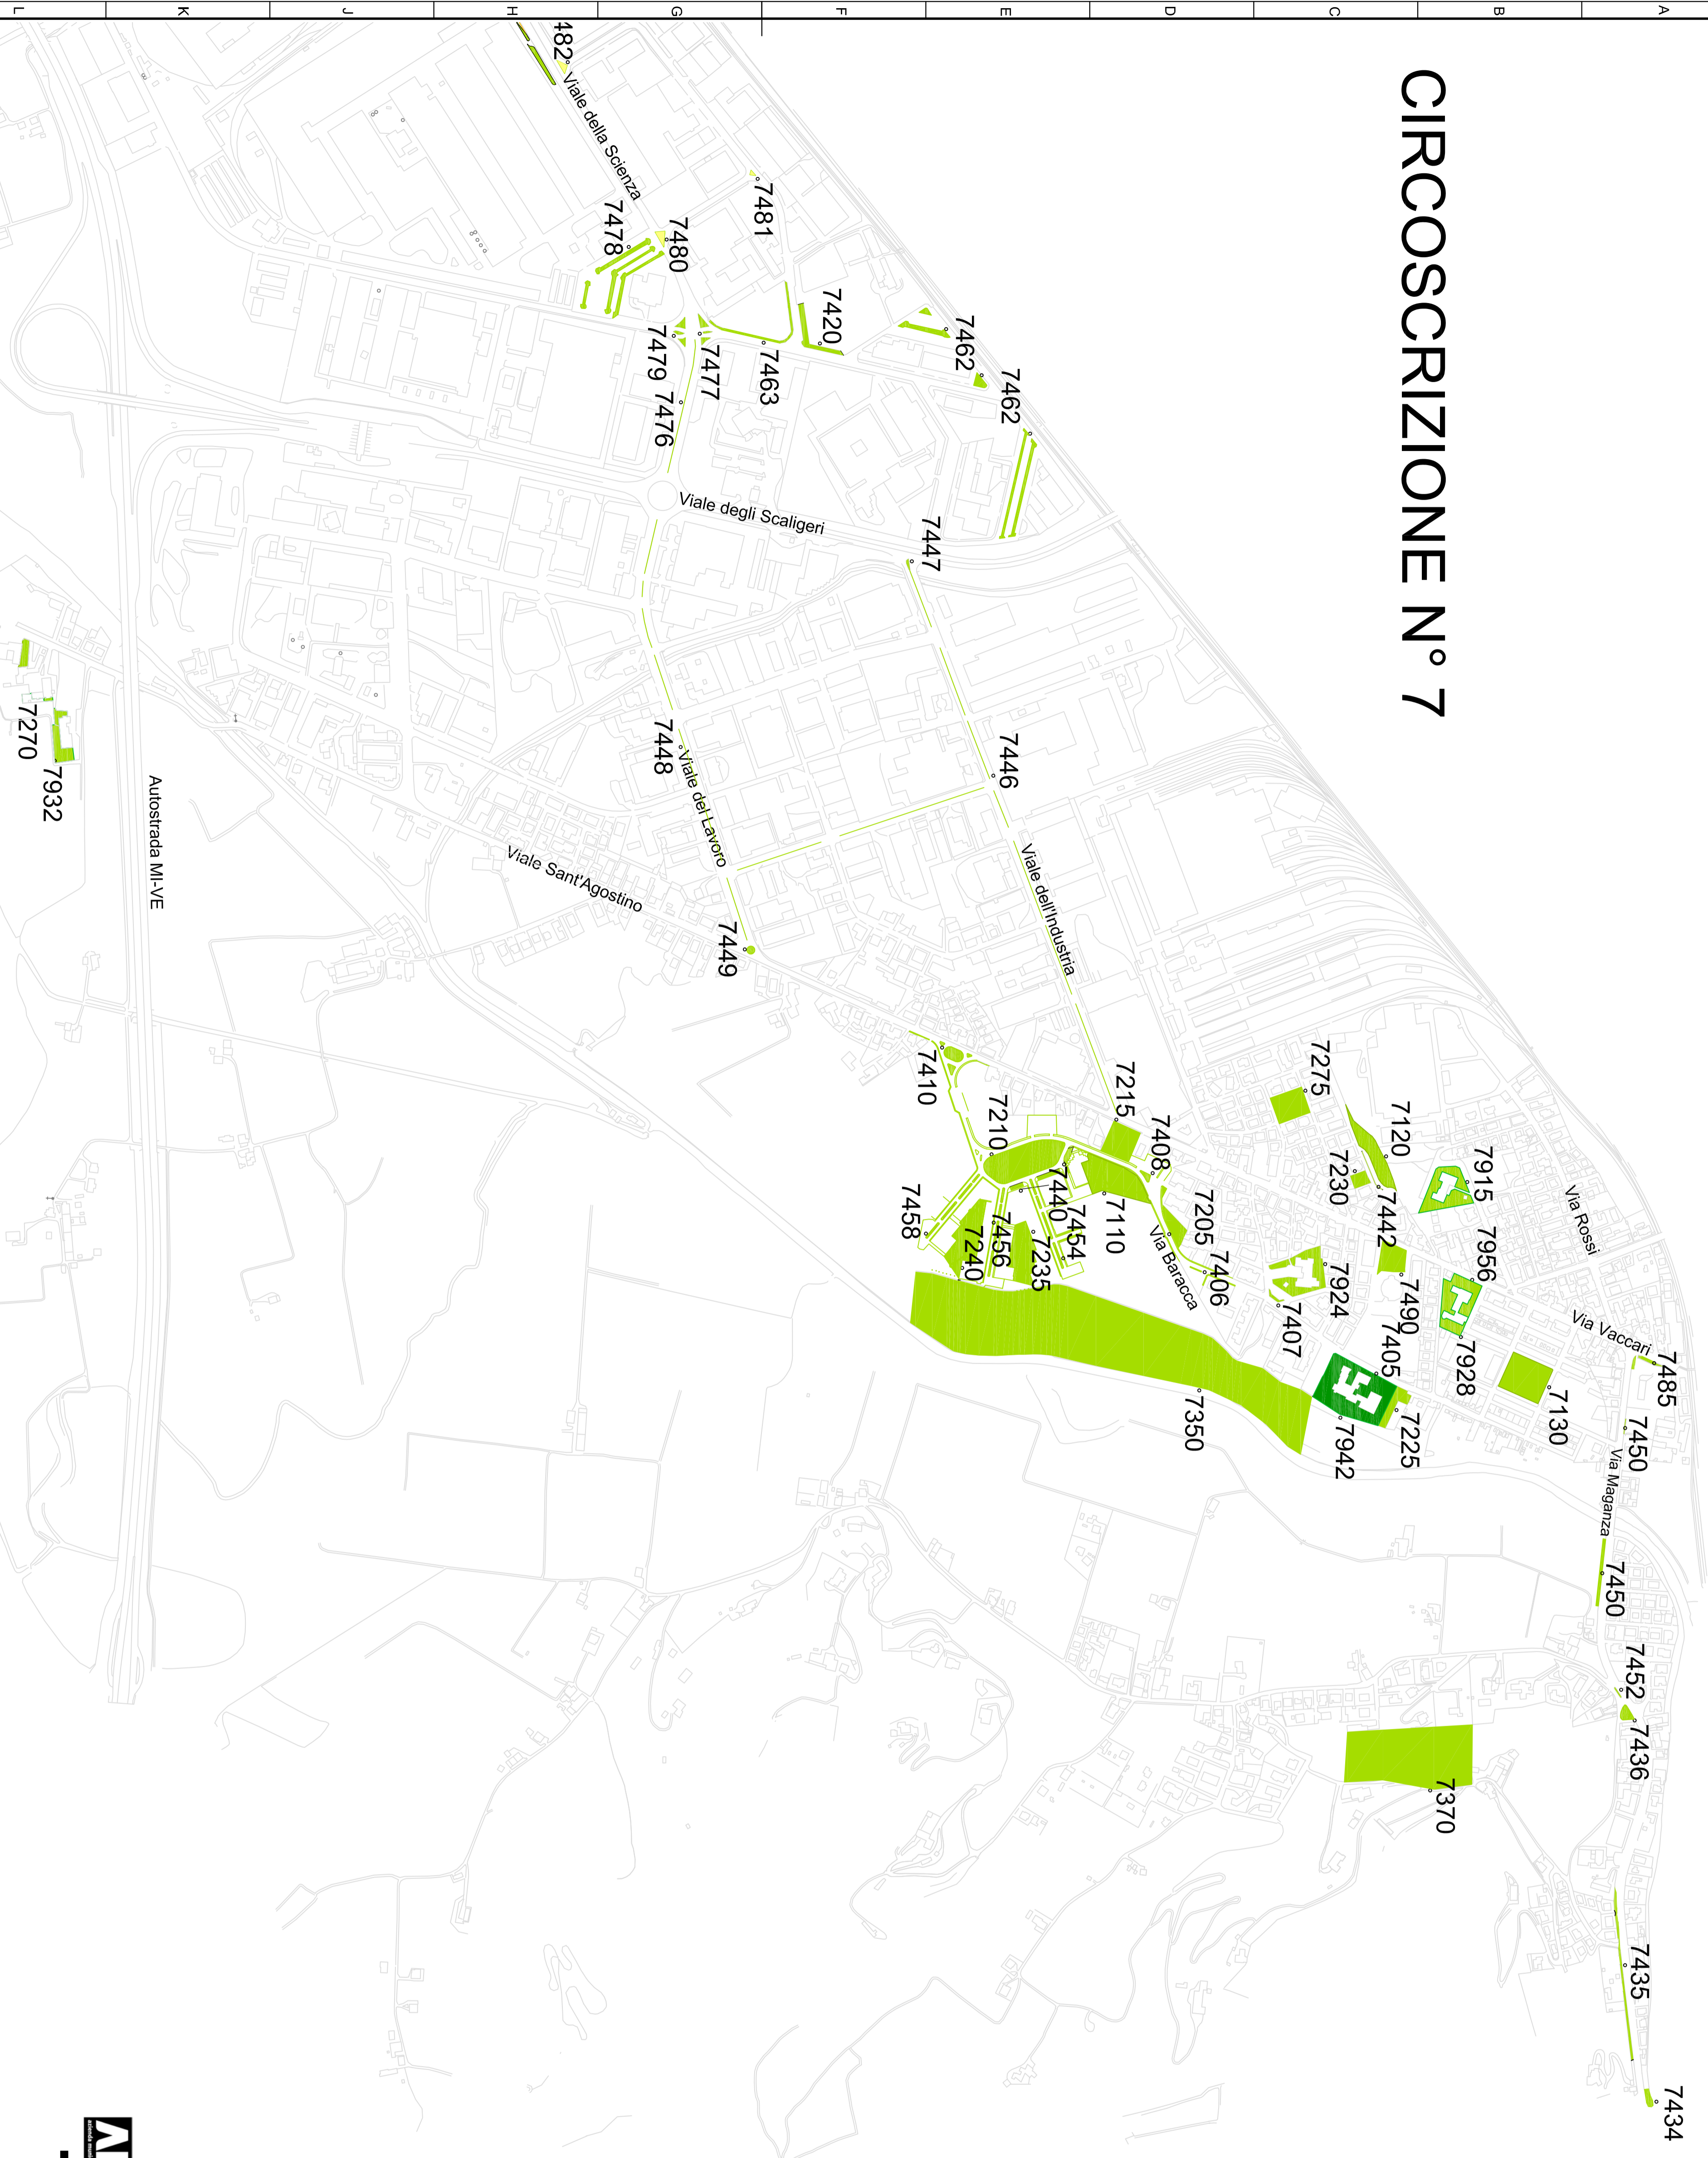 CIRCOSCRIZIONE N° 7
A
B
C
D
E
F
G
H
J
K
L
482
Viale della Scienza
7481
7478
7480
7420
7462
7479
7477
7463
7462
7476
Viale degli Scaligeri
7447
7270
7932
Autostrada MI-VE
7448
Viale del Lavoro
7446
Viale Sant'Agostino
Viale dell'Industria
7449
7410
7210
7215
7408
7275
7120
7230
7442
7915
Via Rossi
7458
7240
7456
7440
7235
7454
7110
7205
Via Baracca
7406
7924
7407
7490
7405
7956
7928
Via Vaccari
7485
7130
7450
Via Maganza
7350
7942
7225
7450
7452
7436
7370
7435
7434